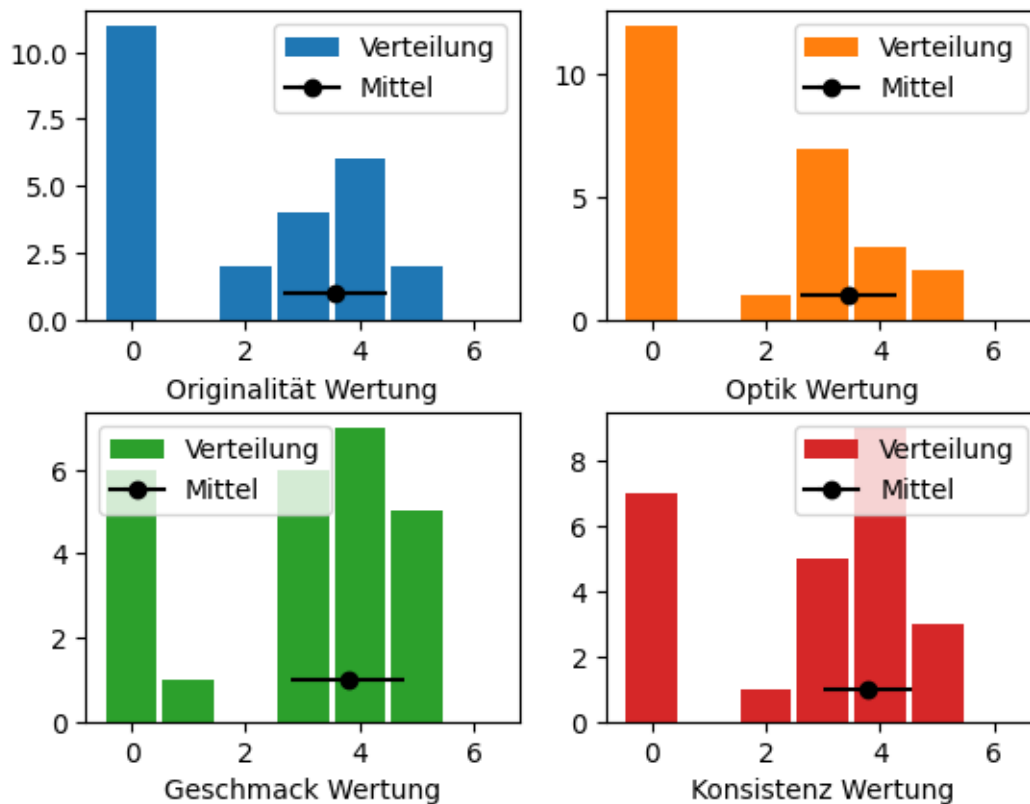 Verteilung
Mittel
10.0
7.5
5.0
2.5
0.0
0 2 4 6
Originalität Wertung
Verteilung
Mittel
10
5
0
0 2 4 6
Optik Wertung
Verteilung
Mittel
6
4
2
0
0 2 4 6
Geschmack Wertung
Verteilung
Mittel
8
6
4
2
0
0 2 4 6
Konsistenz Wertung